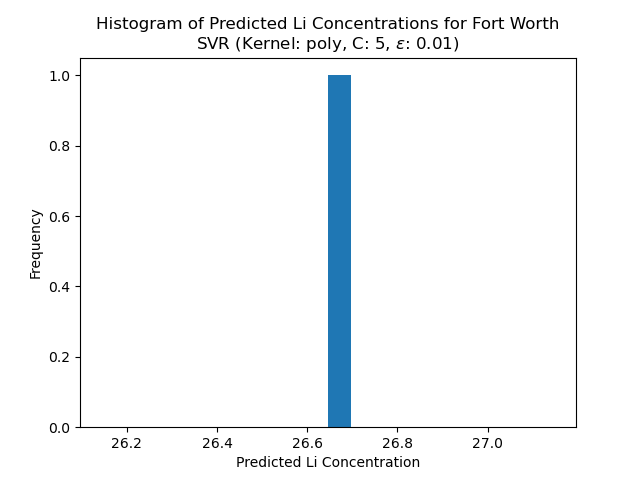 Histogram of Predicted Li Concentrations for Fort Worth
SVR (Kernel: poly, C: 5, ε: 0.01)
1.0
0.8
0.6
0.4
0.2
0.0
Frequency
26.2 26.4 26.6 26.8 27.0
Predicted Li Concentration